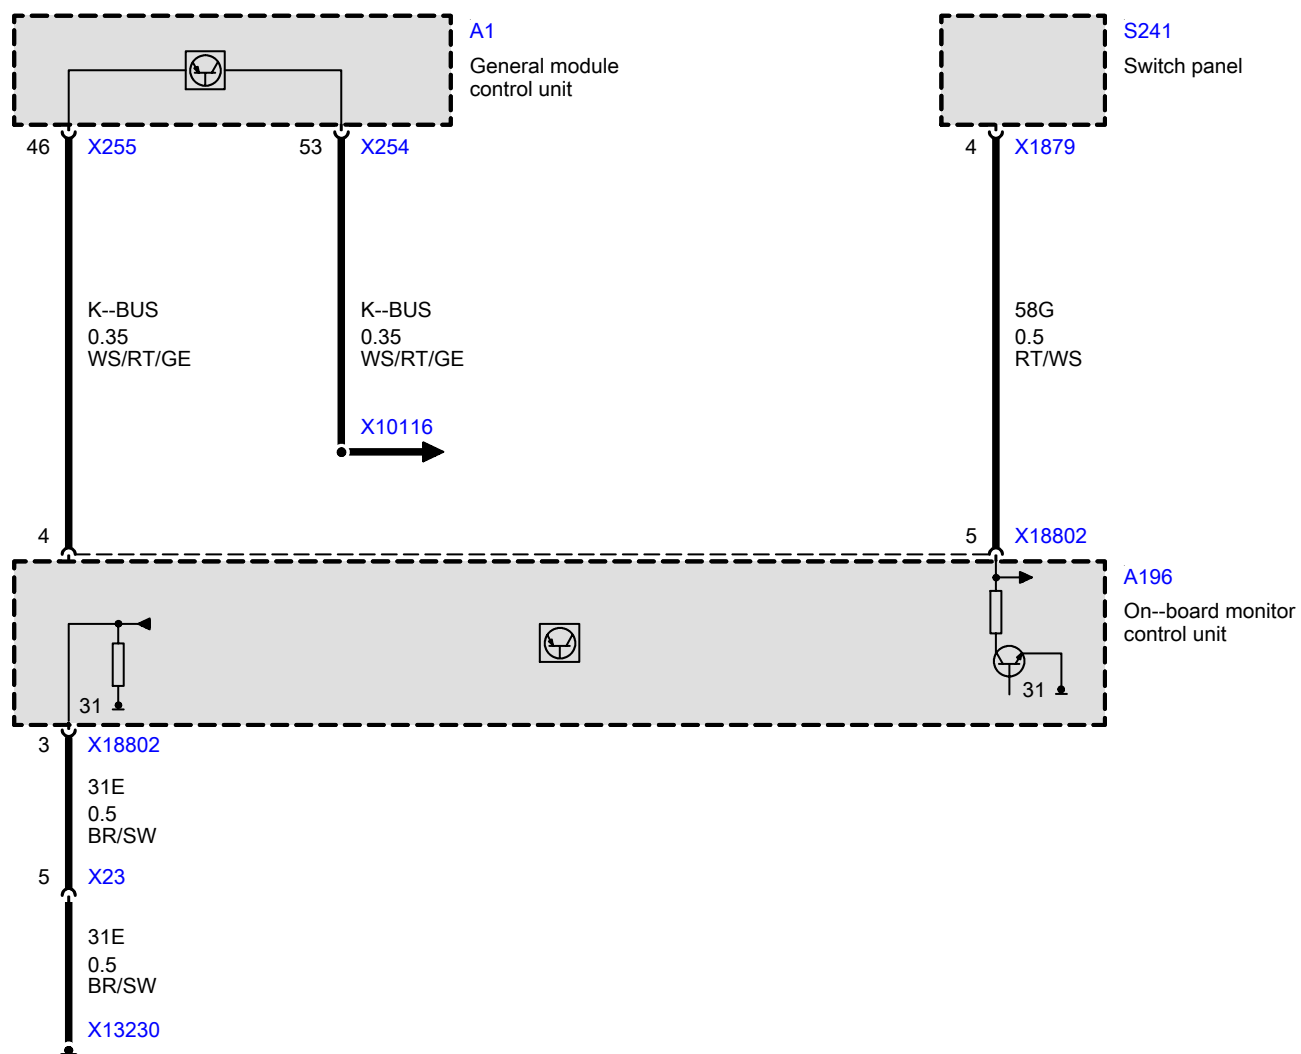 A1
General module
control unit
S241
Switch panel
46 X255
53 X254
4 X1879
K--BUS
0.35
WS/RT/GE
K--BUS
0.35
WS/RT/GE
58G
0.5
RT/WS
X10116
4
5 X18802
A196
On--board monitor
control unit
31
31
3 X18802
31E
0.5
BR/SW
5 X23
31E
0.5
BR/SW
X13230